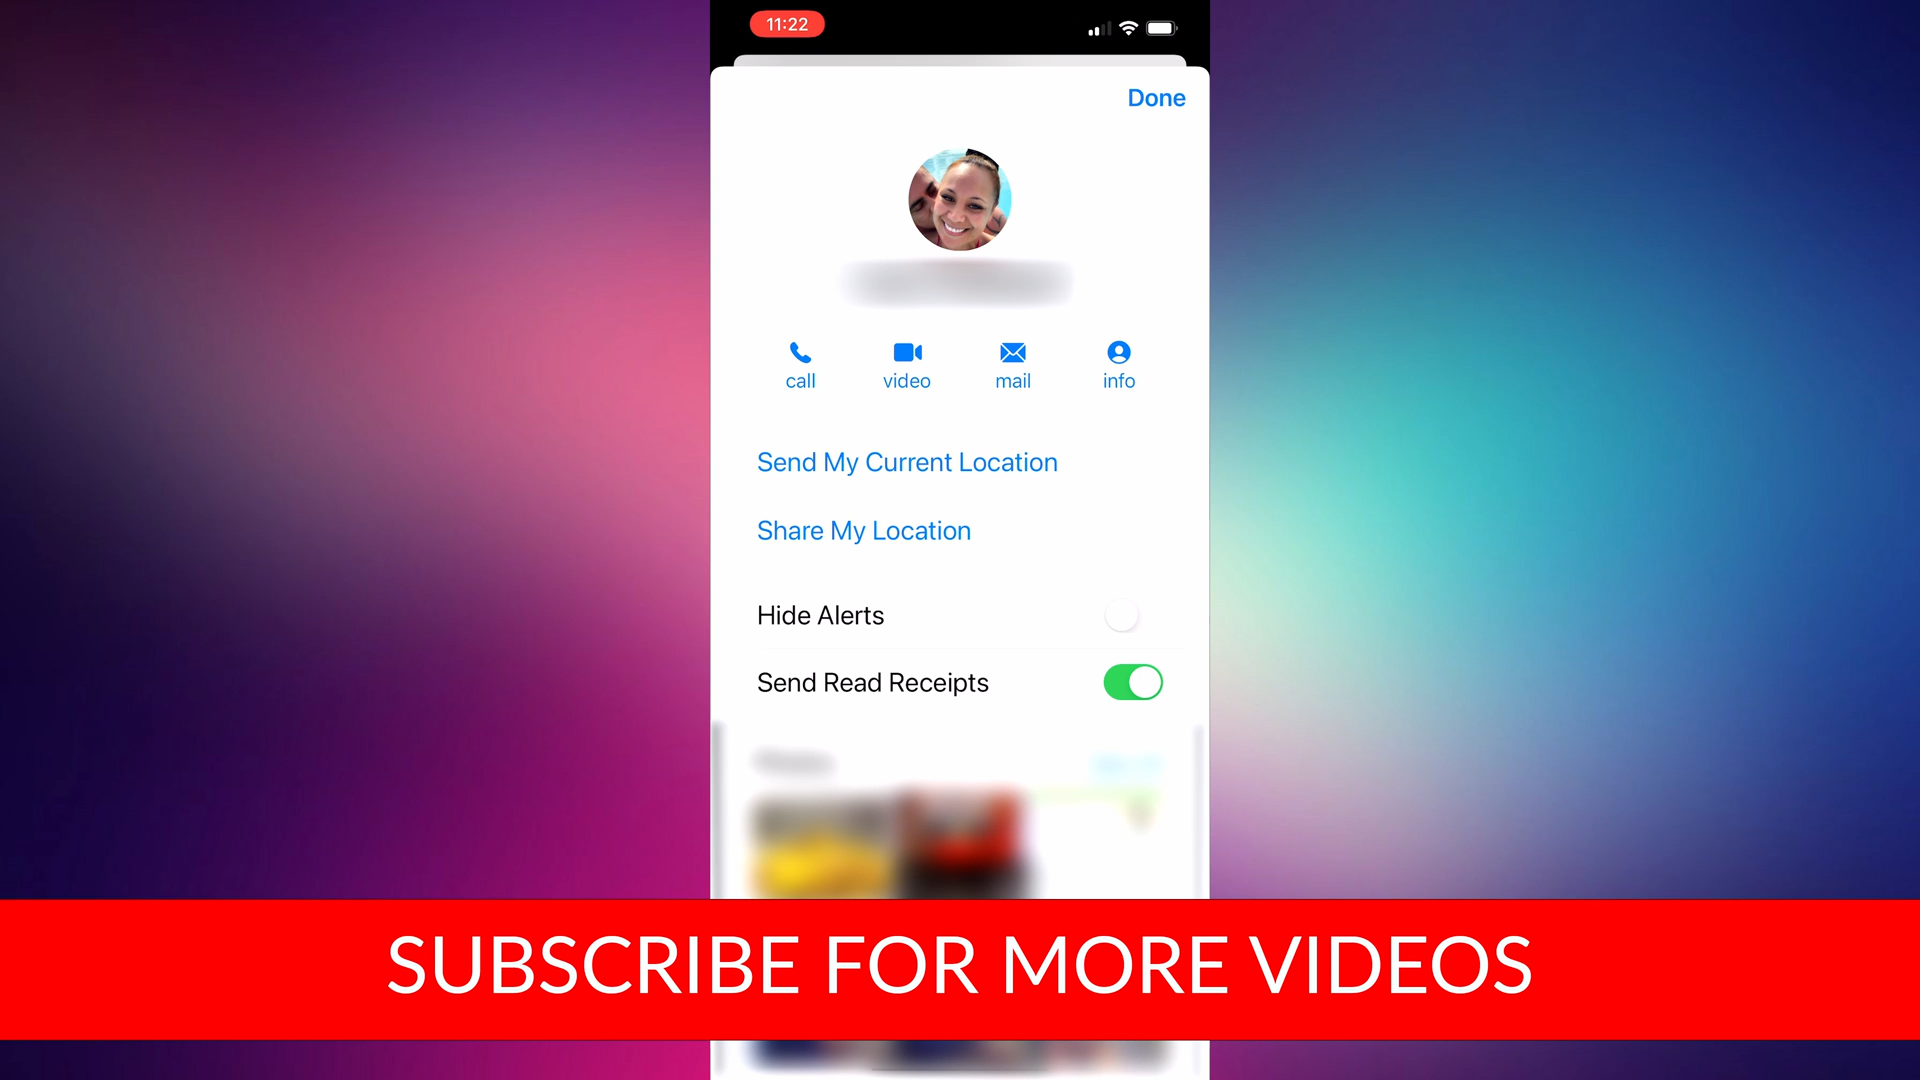 11:22
Done
call video mail info
Send My Current Location
Share My Location
Hide Alerts
Send Read Receipts
SUBSCRIBE FOR MORE VIDEOS